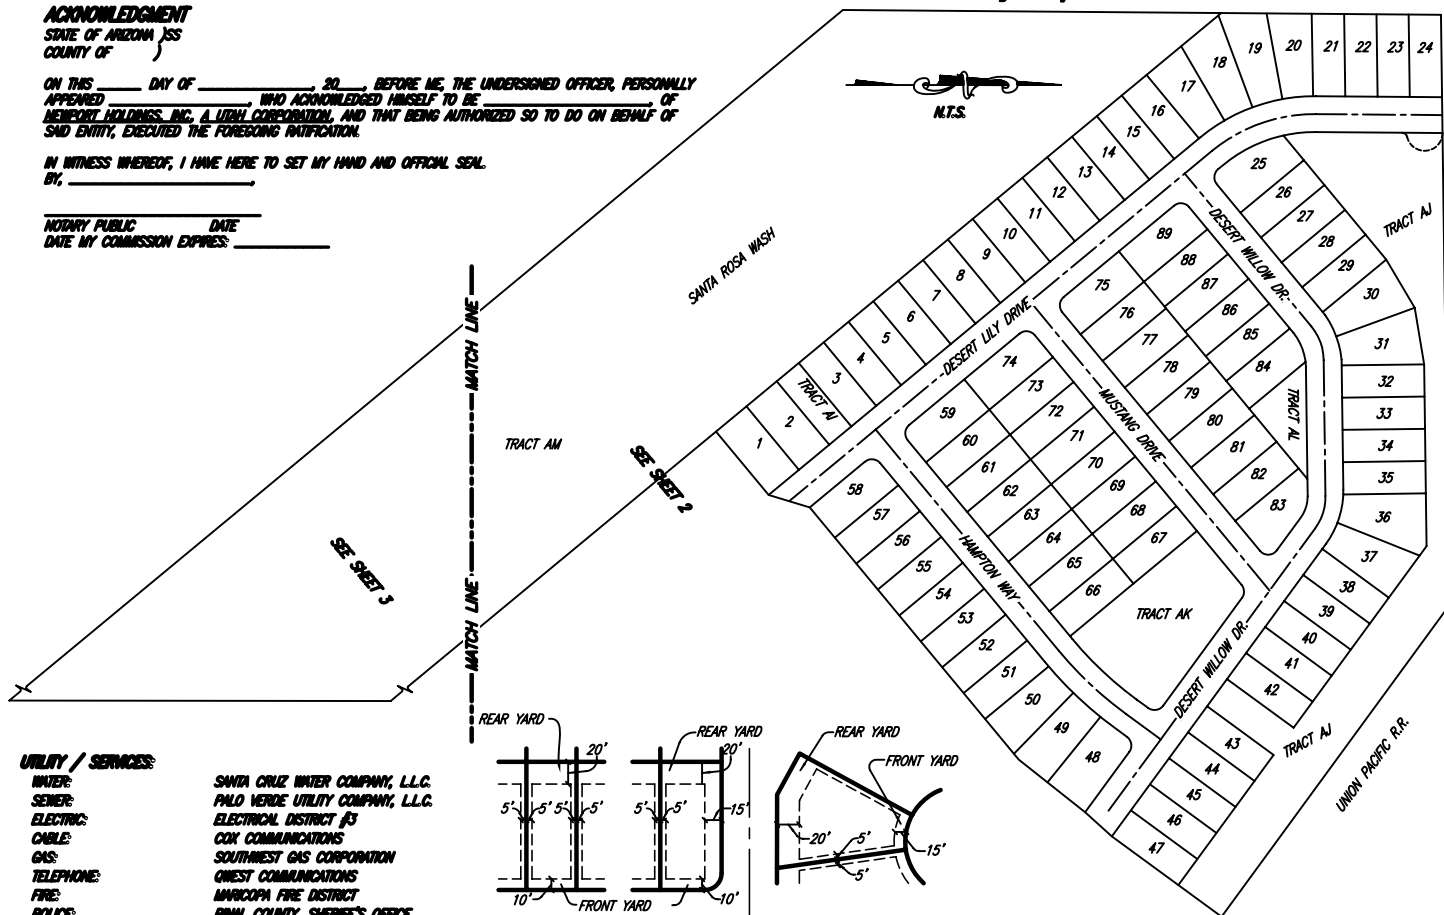 ACKNOWLEDGMENT
STATE OF ARIZONA )SS
COUNTY OF )
ON THIS ______ DAY OF ________________, 20____, BEFORE ME, THE UNDERSIGNED OFFICER, PERSONALLY
APPEARED ____________________, WHO ACKNOWLEDGED HIMSELF TO BE ________________________, OF
NEWPORT HOLDINGS, INC., A UTAH CORPORATION, AND THAT BEING AUTHORIZED SO TO DO ON BEHALF OF
SAID ENTITY, EXECUTED THE FOREGOING RATIFICATION.
IN WITNESS WHEREOF, I HAVE HERE TO SET MY HAND AND OFFICIAL SEAL.
BY, __________________________,
NOTARY PUBLIC DATE
DATE MY COMMISSION EXPIRES: ______________
N.T.S.
SANTA ROSA WASH
MATCH LINE
MATCH LINE
TRACT AM
SEE SHEET 2
SEE SHEET 3
1
2
TRACT AI
3
4
5
6
7
8
9
10
11
12
13
14
15
16
17
18
19
20
21
22
23
24
25
26
27
28
29
30
31
32
33
34
35
36
37
38
39
40
41
42
43
44
45
46
47
48
49
50
51
52
53
54
55
56
57
58
59
60
61
62
63
64
65
66
67
68
69
70
71
72
73
74
75
76
77
78
79
80
81
82
83
84
85
86
87
88
89
TRACT AJ
TRACT AL
TRACT AK
TRACT AJ
DESERT LILY DRIVE
DESERT WILLOW DR.
MUSTANG DRIVE
HAMPTON WAY
DESERT WILLOW DR.
UNION PACIFIC R.R.
UTILITY / SERVICES:
WATER: SANTA CRUZ WATER COMPANY, L.L.C.
SEWER: PALO VERDE UTILITY COMPANY, L.L.C.
ELECTRIC: ELECTRICAL DISTRICT #3
CABLE: COX COMMUNICATIONS
GAS: SOUTHWEST GAS CORPORATION
TELEPHONE: QWEST COMMUNICATIONS
FIRE: MARICOPA FIRE DISTRICT
POLICE: PINAL COUNTY SHERIFF'S OFFICE
REAR YARD
20'
5' 5' 5' 5'
10'
FRONT YARD
REAR YARD
20'
5' 5'
15'
10'
REAR YARD
FRONT YARD
20'
5'
5'
15'